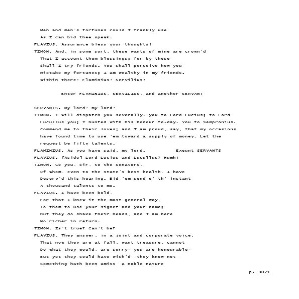 Men and men's fortunes could I frankly use
As I can bid thee speak.
FLAVIUS. Assurance bless your thoughts!
TIMON. And, in some sort, these wants of mine are crown'd
That I account them blessings; for by these
Shall I try friends. You shall perceive how you
Mistake my fortunes; I am wealthy in my friends.
Within there! Flaminius! Servilius!
Enter FLAMINIUS, SERVILIUS, and another SERVANT
SERVANTS. My lord! my lord!
TIMON. I will dispatch you severally- you to Lord Lucius; to Lord
Lucullus you; I hunted with his honour to-day. You to Sempronius.
Commend me to their loves; and I am proud, say, that my occasions
have found time to use 'em toward a supply of money. Let the
request be fifty talents.
FLAMINIUS. As you have said, my lord. Exeunt SERVANTS
FLAVIUS. [Aside] Lord Lucius and Lucullus? Humh!
TIMON. Go you, sir, to the senators,
Of whom, even to the state's best health, I have
Deserv'd this hearing. Bid 'em send o' th' instant
A thousand talents to me.
FLAVIUS. I have been bold,
For that I knew it the most general way,
To them to use your signet and your name;
But they do shake their heads, and I am here
No richer in return.
TIMON. Is't true? Can't be?
FLAVIUS. They answer, in a joint and corporate voice,
That now they are at fall, want treasure, cannot
Do what they would, are sorry- you are honourable-
But yet they could have wish'd- they know not-
Something hath been amiss- a noble nature